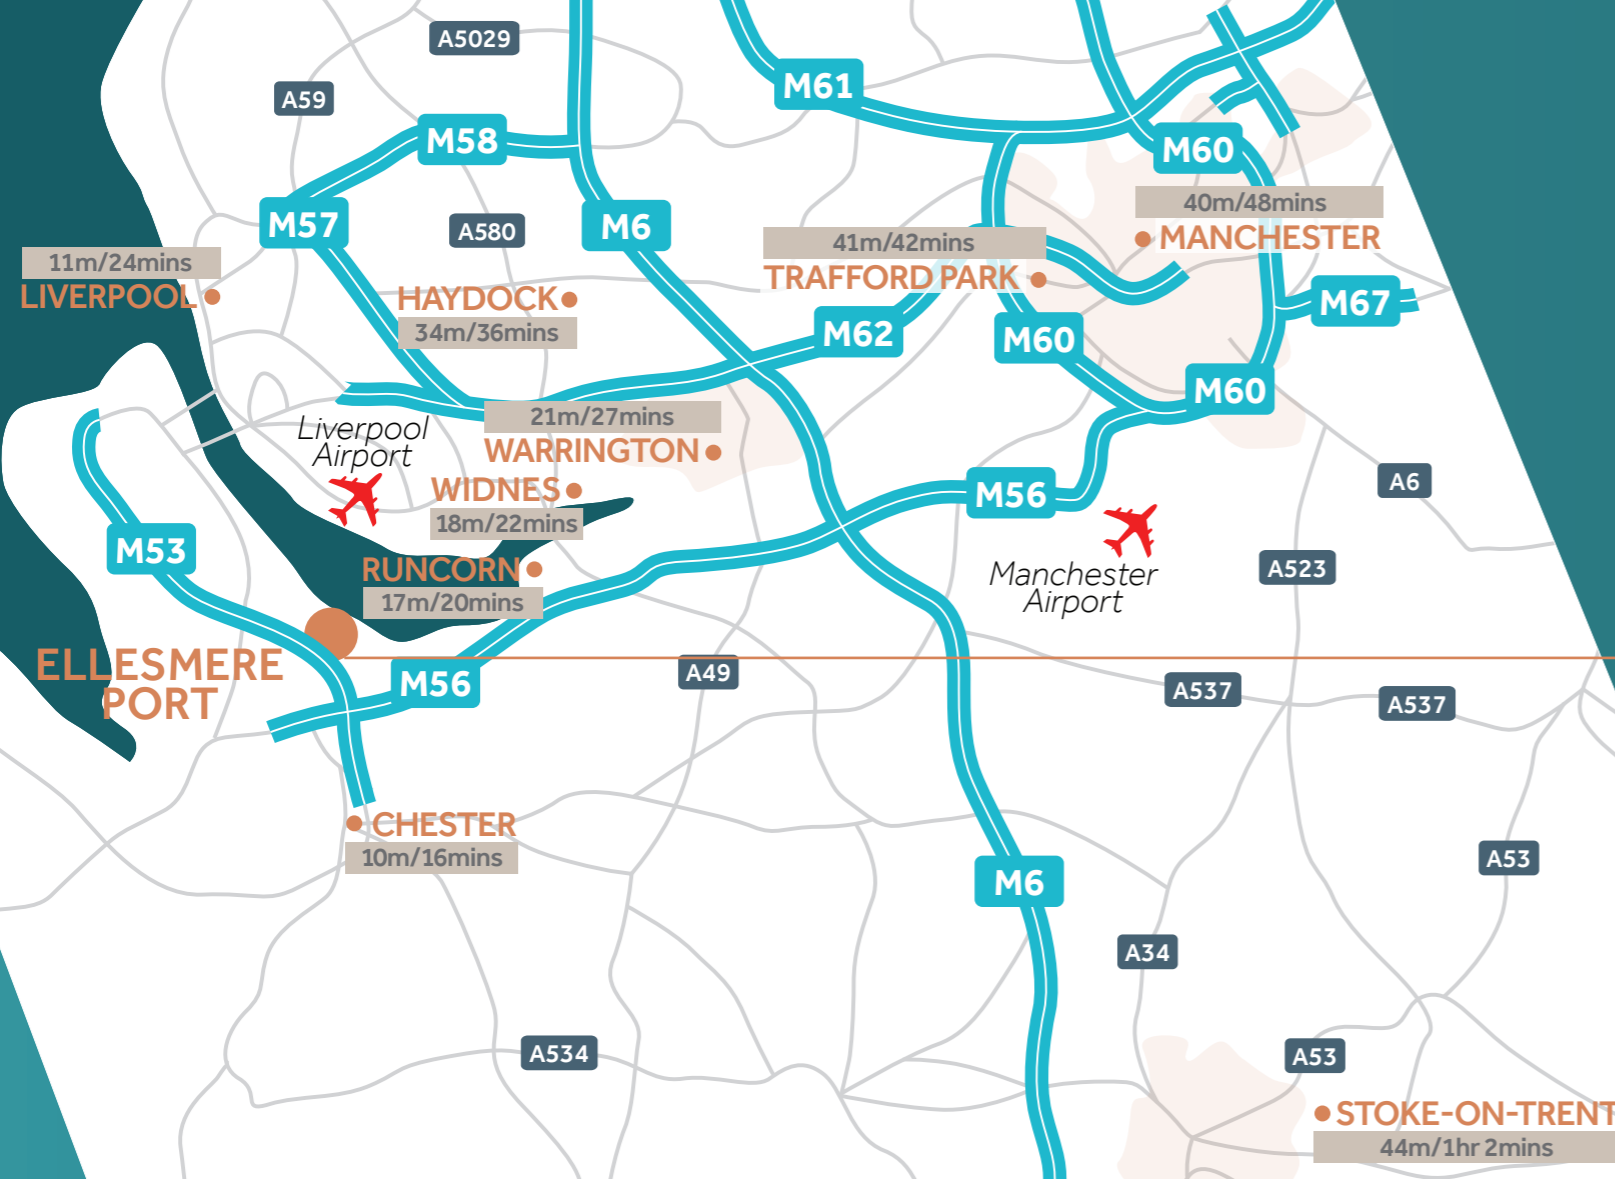 A5029
M61
A59
M58
M60
40m/48mins
MANCHESTER
M57
A580
M6
41m/42mins
TRAFFORD PARK
11m/24mins
LIVERPOOL
HAYDOCK
34m/36mins
M62
M60
M67
M60
21m/27mins
WARRINGTON
Liverpool
Airport
WIDNES
18m/22mins
M56
A6
M53
RUNCORN
17m/20mins
Manchester
Airport
A523
ELLESMERE
PORT
M56
A49
A537
A537
CHESTER
10m/16mins
M6
A53
A34
A534
A53
STOKE-ON-TRENT
44m/1hr 2mins